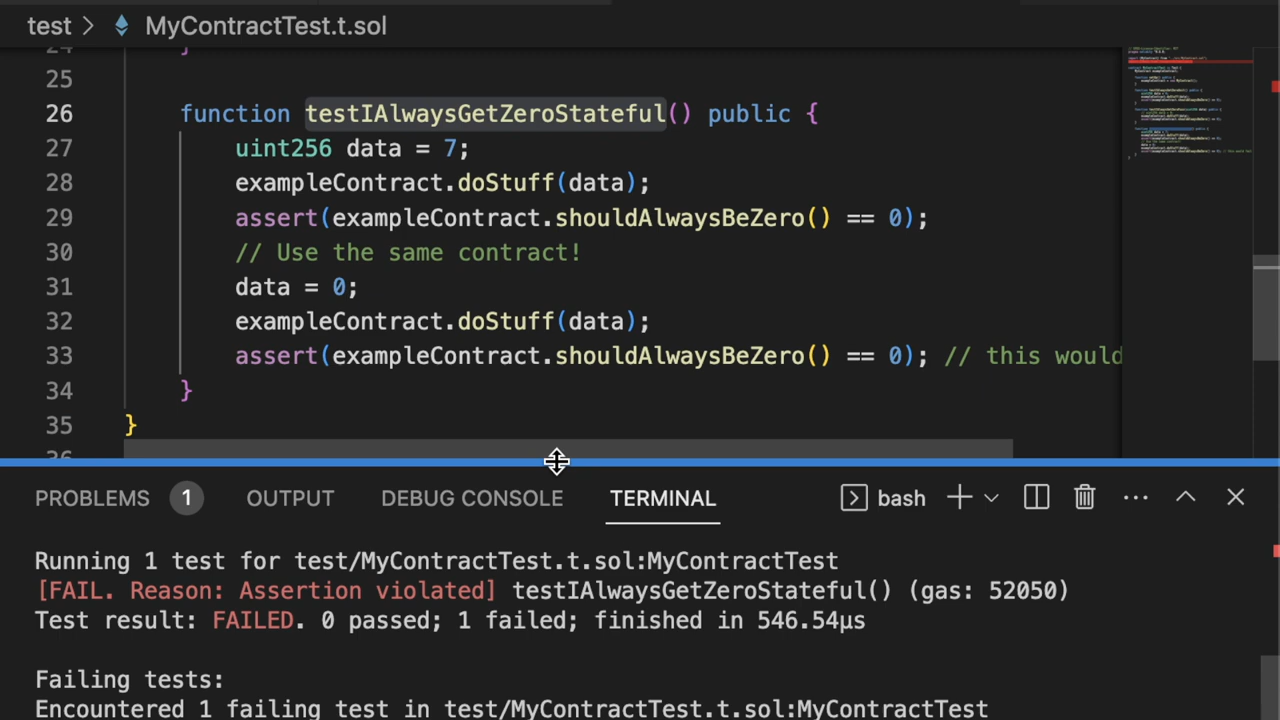 test > MyContractTest.t.sol
24 }
25
26 function testIAlwaysGetZeroStateful() public {
27 uint256 data = 7;
28 exampleContract.doStuff(data);
29 assert(exampleContract.shouldAlwaysBeZero() == 0);
30 // Use the same contract!
31 data = 0;
32 exampleContract.doStuff(data);
33 assert(exampleContract.shouldAlwaysBeZero() == 0); // this would
34 }
35 }
36
PROBLEMS 1 OUTPUT DEBUG CONSOLE TERMINAL bash
Running 1 test for test/MyContractTest.t.sol:MyContractTest
[FAIL. Reason: Assertion violated] testIAlwaysGetZeroStateful() (gas: 52050)
Test result: FAILED. 0 passed; 1 failed; finished in 546.54µs
Failing tests:
Encountered 1 failing test in test/MyContractTest.t.sol:MyContractTest